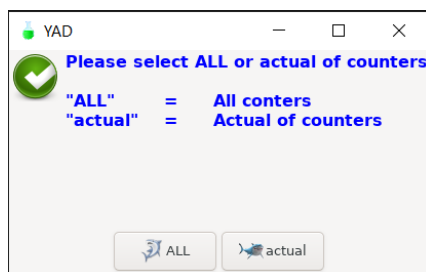 YAD
Please select ALL or actual of counters
"ALL" = All conters
"actual" = Actual of counters
ALL actual